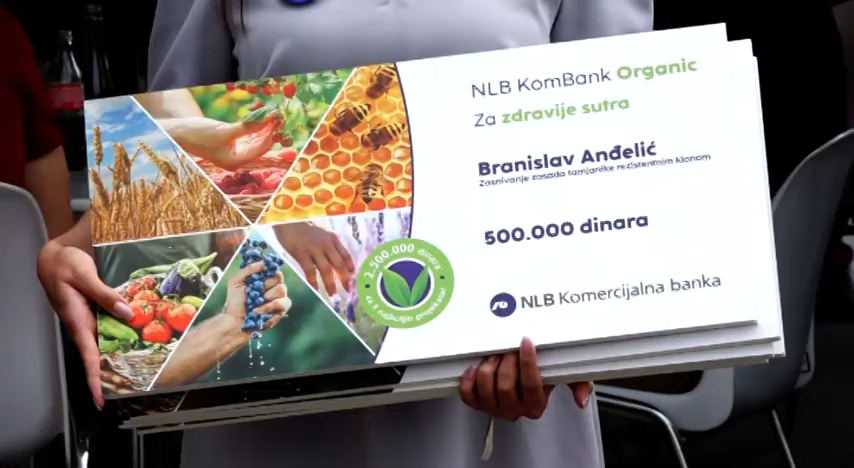 NLB KomBank Organic
Za zdravije sutra
Branislav Anđelić
Zasnivanje zasada tamjanike rezistentnim klonom
500.000 dinara
2.500.000 dinara
za 5 najboljih projekata!
NLB Komercijalna banka